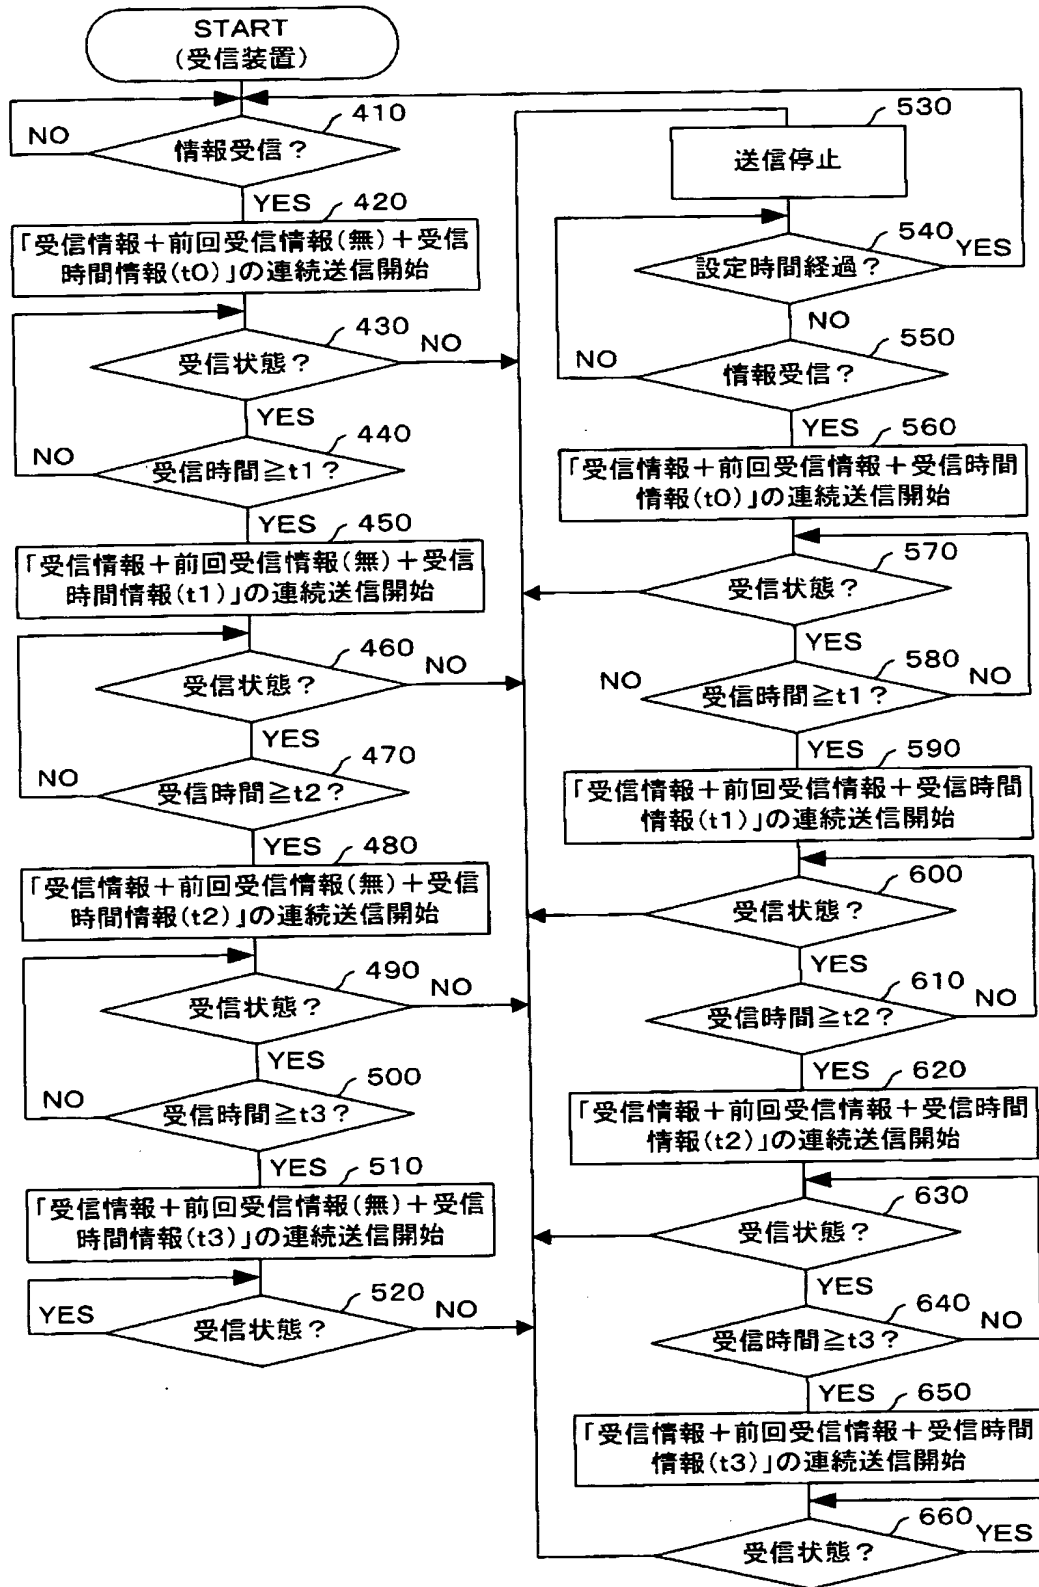 START
(受信装置)
NO
410
情報受信？
YES
420
「受信情報＋前回受信情報(無)＋受信
時間情報(t0)」の連続送信開始
430
受信状態？
NO
YES
440
NO
受信時間≧t1？
YES
450
「受信情報＋前回受信情報(無)＋受信
時間情報(t1)」の連続送信開始
460
受信状態？
NO
YES
470
NO
受信時間≧t2？
YES
480
「受信情報＋前回受信情報(無)＋受信
時間情報(t2)」の連続送信開始
490
受信状態？
NO
YES
500
NO
受信時間≧t3？
YES
510
「受信情報＋前回受信情報(無)＋受信
時間情報(t3)」の連続送信開始
520
YES
受信状態？
NO
530
送信停止
540
設定時間経過？
YES
NO
550
NO
情報受信？
YES
560
「受信情報＋前回受信情報＋受信時間
情報(t0)」の連続送信開始
570
受信状態？
YES
580
NO
受信時間≧t1？
NO
YES
590
「受信情報＋前回受信情報＋受信時間
情報(t1)」の連続送信開始
600
受信状態？
YES
610
受信時間≧t2？
NO
YES
620
「受信情報＋前回受信情報＋受信時間
情報(t2)」の連続送信開始
630
受信状態？
YES
640
受信時間≧t3？
NO
YES
650
「受信情報＋前回受信情報＋受信時間
情報(t3)」の連続送信開始
660
受信状態？
YES